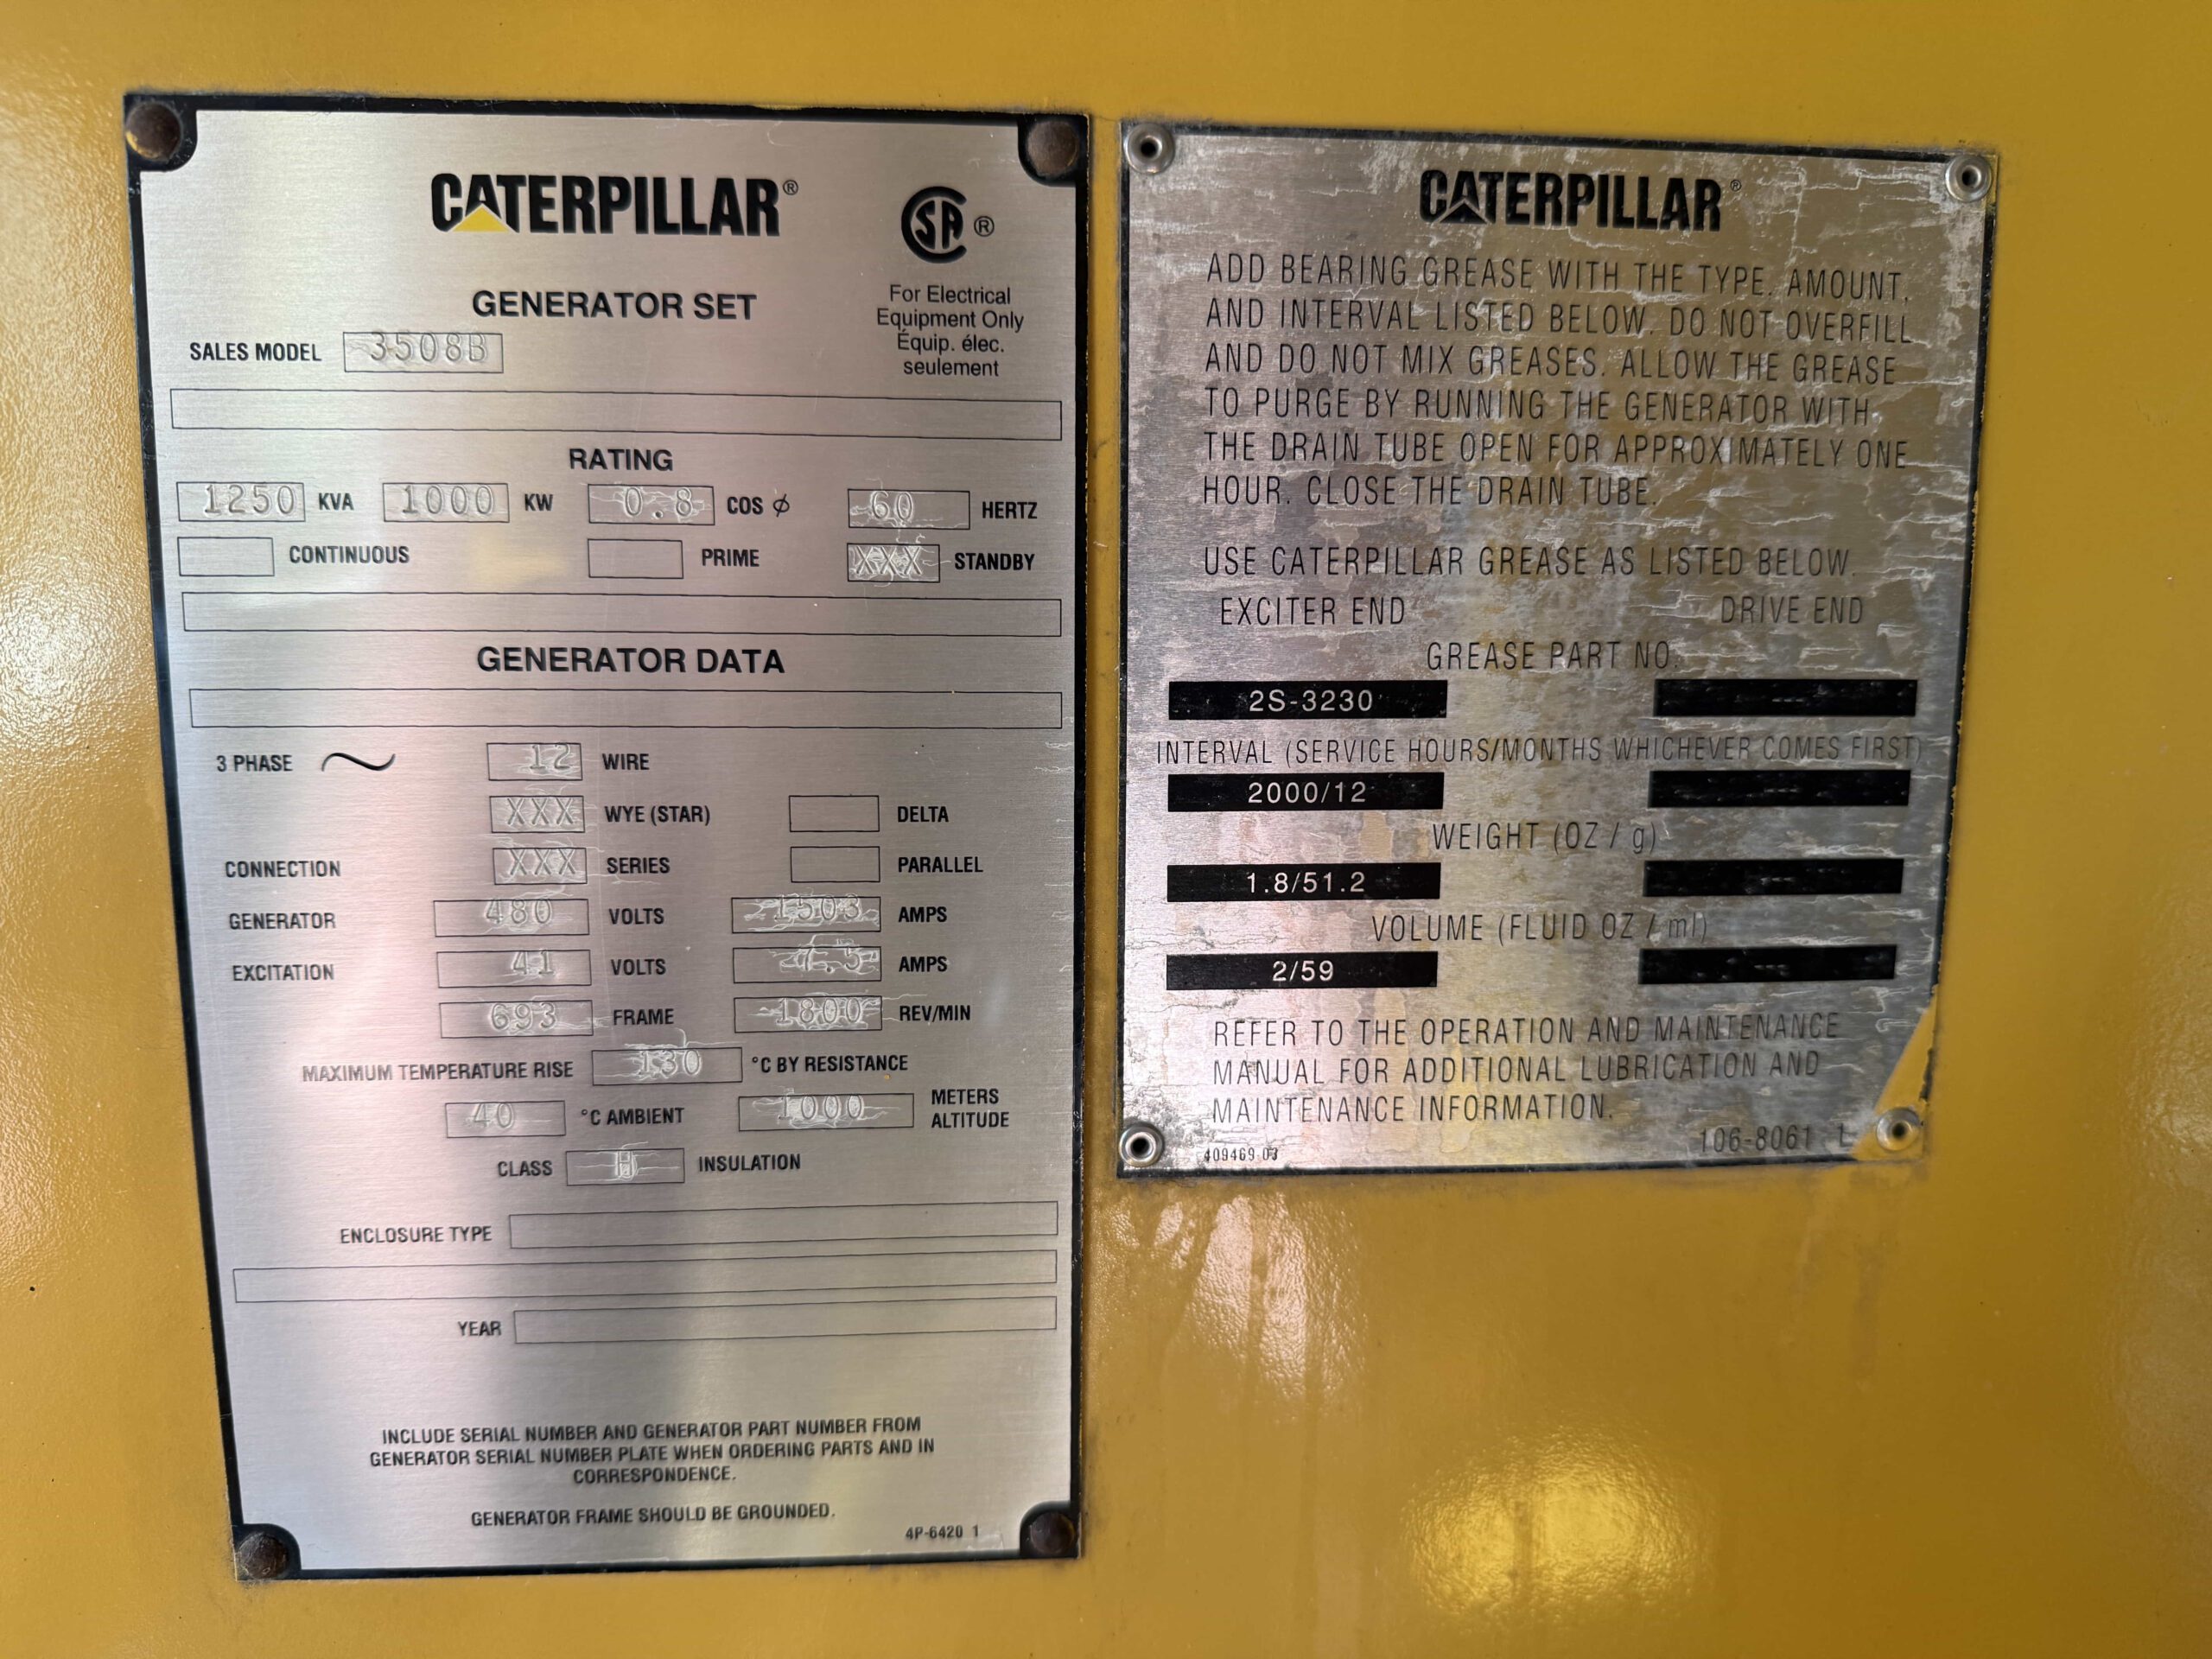 CATERPILLAR®
SA ®
For Electrical
Equipment Only
Équip. élec.
seulement
GENERATOR SET
SALES MODEL 3508B
RATING
1250 KVA 1000 KW 0.8 COS ϕ 60 HERTZ
CONTINUOUS PRIME XXX STANDBY
GENERATOR DATA
3 PHASE 12 WIRE
XXX WYE (STAR) DELTA
CONNECTION XXX SERIES PARALLEL
GENERATOR 480 VOLTS 1503 AMPS
EXCITATION 41 VOLTS 7.5 AMPS
693 FRAME 1800 REV/MIN
MAXIMUM TEMPERATURE RISE 130 °C BY RESISTANCE
40 °C AMBIENT 1000 METERS
ALTITUDE
CLASS H INSULATION
ENCLOSURE TYPE
YEAR
INCLUDE SERIAL NUMBER AND GENERATOR PART NUMBER FROM
GENERATOR SERIAL NUMBER PLATE WHEN ORDERING PARTS AND IN
CORRESPONDENCE.
GENERATOR FRAME SHOULD BE GROUNDED.
4P-6420 1
CATERPILLAR®
ADD BEARING GREASE WITH THE TYPE, AMOUNT,
AND INTERVAL LISTED BELOW. DO NOT OVERFILL
AND DO NOT MIX GREASES. ALLOW THE GREASE
TO PURGE BY RUNNING THE GENERATOR WITH
THE DRAIN TUBE OPEN FOR APPROXIMATELY ONE
HOUR. CLOSE THE DRAIN TUBE.
USE CATERPILLAR GREASE AS LISTED BELOW.
EXCITER END DRIVE END
GREASE PART NO.
2S-3230 ---
INTERVAL (SERVICE HOURS/MONTHS WHICHEVER COMES FIRST)
2000/12 ---
WEIGHT (OZ / g)
1.8/51.2 ---
VOLUME (FLUID OZ / ml)
2/59 ---
REFER TO THE OPERATION AND MAINTENANCE
MANUAL FOR ADDITIONAL LUBRICATION AND
MAINTENANCE INFORMATION.
409469-03 106-8061 1